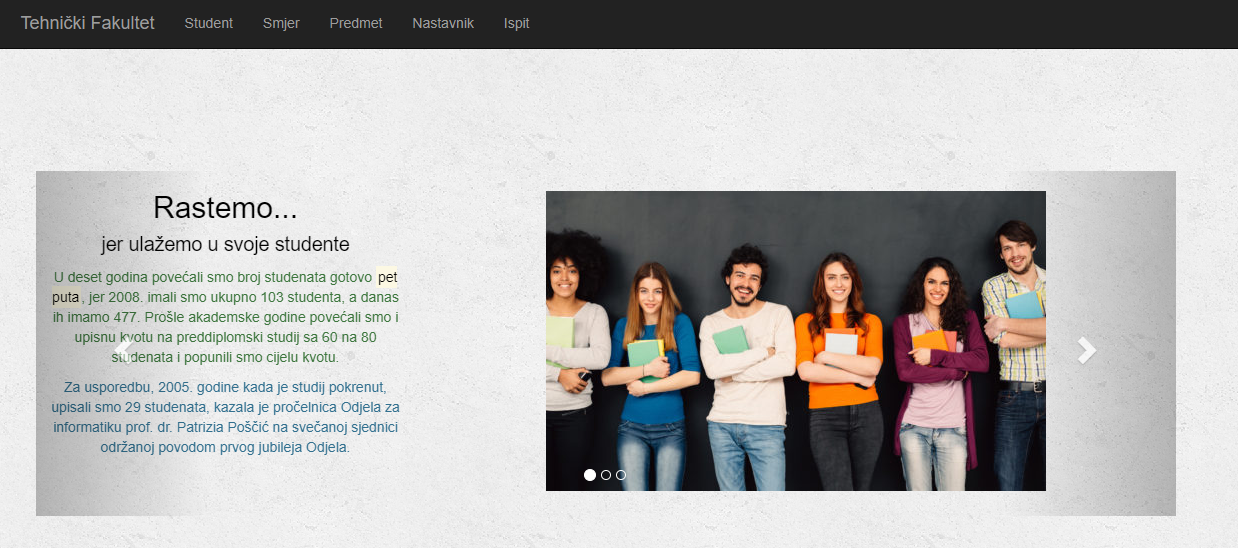 Tehnički Fakultet Student Smjer Predmet Nastavnik Ispit
Rastemo...
jer ulažemo u svoje studente
U deset godina povećali smo broj studenata gotovo pet
puta, jer 2008. imali smo ukupno 103 studenta, a danas
ih imamo 477. Prošle akademske godine povećali smo i
upisnu kvotu na preddiplomski studij sa 60 na 80
studenata i popunili smo cijelu kvotu.
Za usporedbu, 2005. godine kada je studij pokrenut,
upisali smo 29 studenata, kazala je pročelnica Odjela za
informatiku prof. dr. Patrizia Poščić na svečanoj sjednici
održanoj povodom prvog jubileja Odjela.